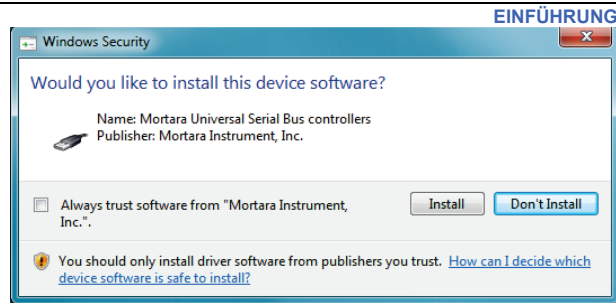 EINFÜHRUNG
Windows Security
Would you like to install this device software?
Name: Mortara Universal Serial Bus controllers
Publisher: Mortara Instrument, Inc.
Always trust software from "Mortara Instrument,
Inc.".
Install
Don't Install
You should only install driver software from publishers you trust. How can I decide which
device software is safe to install?